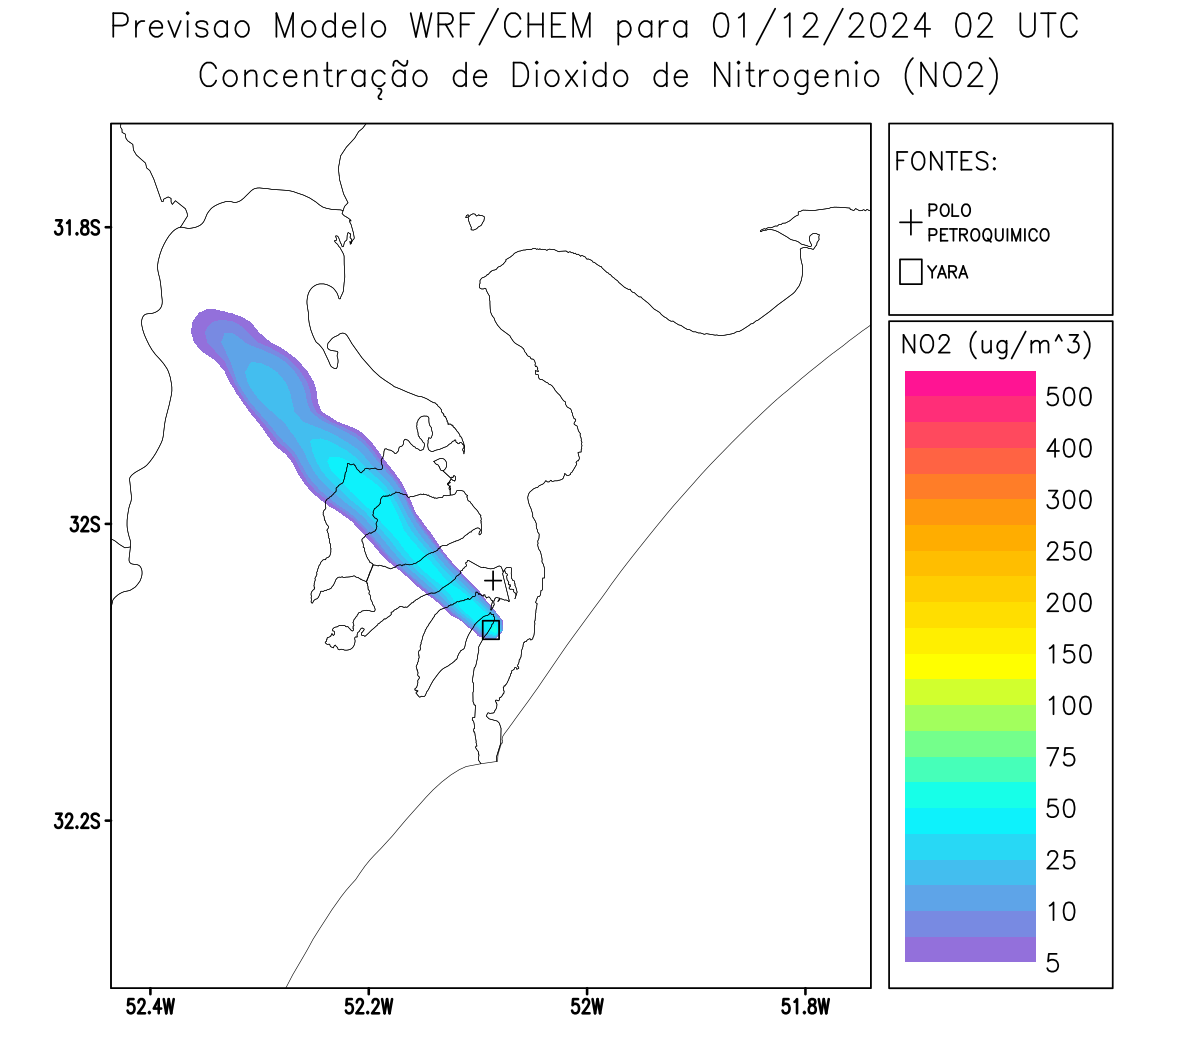 Previsao Modelo WRF/CHEM para 01/12/2024 02 UTC
Concentração de Dioxido de Nitrogenio (NO2)
FONTES:
POLO
PETROQUIMICO
YARA
NO2 (ug/m^3)
500
400
300
250
200
150
100
75
50
25
10
5
31.8S
32S
32.2S
52.4W
52.2W
52W
51.8W